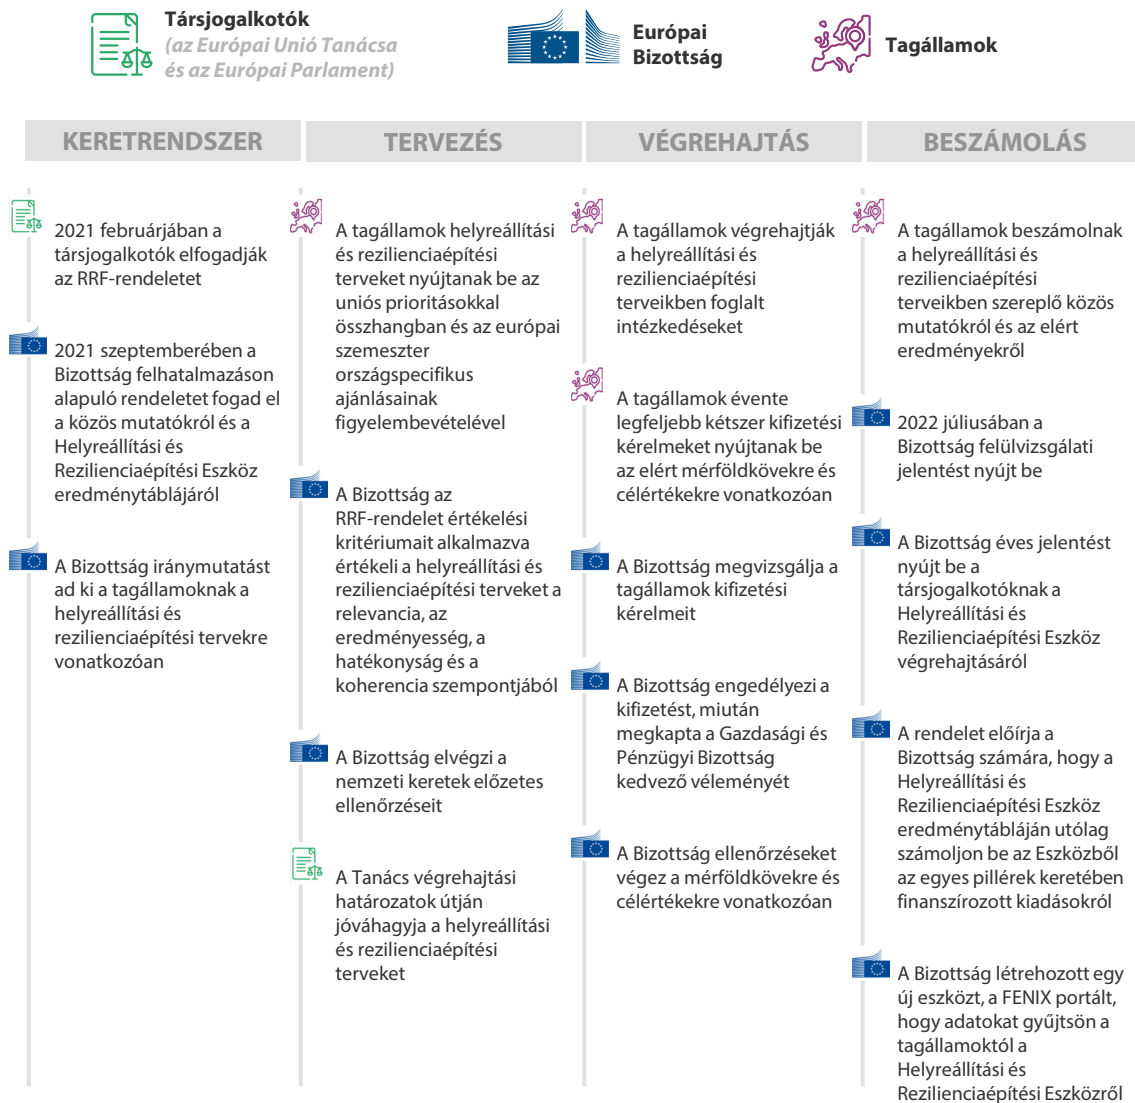 Társjogalkotók
(az Európai Unió Tanácsa
és az Európai Parlament)
Európai
Bizottság
Tagállamok
KERETRENDSZER
TERVEZÉS
VÉGREHAJTÁS
BESZÁMOLÁS
2021 februárjában a
társjogalkotók elfogadják
az RRF-rendeletet
2021 szeptemberében a
Bizottság felhatalmazáson
alapuló rendeletet fogad el
a közös mutatókról és a
Helyreállítási és
Rezilienciaépítési Eszköz
eredménytáblájáról
A Bizottság iránymutatást
ad ki a tagállamoknak a
helyreállítási és
rezilienciaépítési tervekre
vonatkozóan
A tagállamok helyreállítási
és rezilienciaépítési
terveket nyújtanak be az
uniós prioritásokkal
összhangban és az európai
szemeszter
országspecifikus
ajánlásainak
figyelembevételével
A Bizottság az
RRF-rendelet értékelési
kritériumait alkalmazva
értékeli a helyreállítási és
rezilienciaépítési terveket a
relevancia, az
eredményesség, a
hatékonyság és a
koherencia szempontjából
A Bizottság elvégzi a
nemzeti keretek előzetes
ellenőrzéseit
A Tanács végrehajtási
határozatok útján
jóváhagyja a helyreállítási
és rezilienciaépítési
terveket
A tagállamok végrehajtják
a helyreállítási és
rezilienciaépítési
terveikben foglalt
intézkedéseket
A tagállamok évente
legfeljebb kétszer kifizetési
kérelmeket nyújtanak be
az elért mérföldkövekre és
célértékekre vonatkozóan
A Bizottság megvizsgálja a
tagállamok kifizetési
kérelmeit
A Bizottság engedélyezi a
kifizetést, miután
megkapta a Gazdasági és
Pénzügyi Bizottság
kedvező véleményét
A Bizottság ellenőrzéseket
végez a mérföldkövekre és
célértékekre vonatkozóan
A tagállamok beszámolnak
a helyreállítási és
rezilienciaépítési
terveikben szereplő közös
mutatókról és az elért
eredményekről
2022 júliusában a
Bizottság felülvizsgálati
jelentést nyújt be
A Bizottság éves jelentést
nyújt be a
társjogalkotóknak a
Helyreállítási és
Rezilienciaépítési Eszköz
végrehajtásáról
A rendelet előírja a
Bizottság számára, hogy a
Helyreállítási és
Rezilienciaépítési Eszköz
eredménytábláján utólag
számoljon be az Eszközből
az egyes pillérek keretében
finanszírozott kiadásokról
A Bizottság létrehozott egy
új eszközt, a FENIX portált,
hogy adatokat gyűjtsön a
tagállamoktól a
Helyreállítási és
Rezilienciaépítési Eszközről